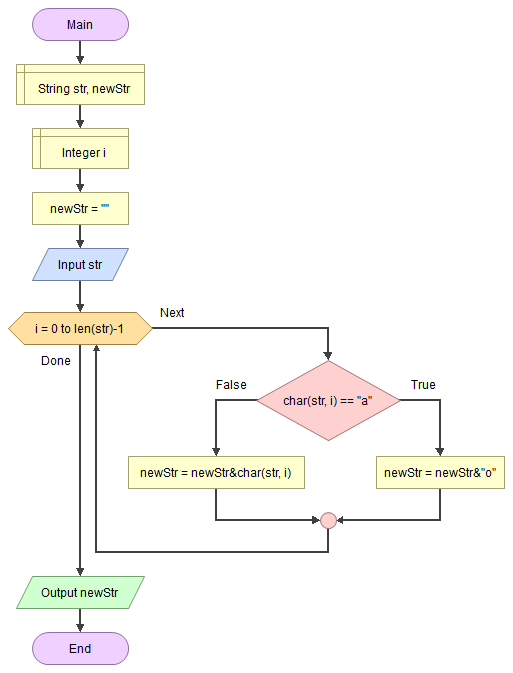 Main
String str, newStr
Integer i
newStr = ""
Input str
i = 0 to len(str)-1
Next
Done
char(str, i) == "a"
False
True
newStr = newStr&char(str, i)
newStr = newStr&"o"
Output newStr
End